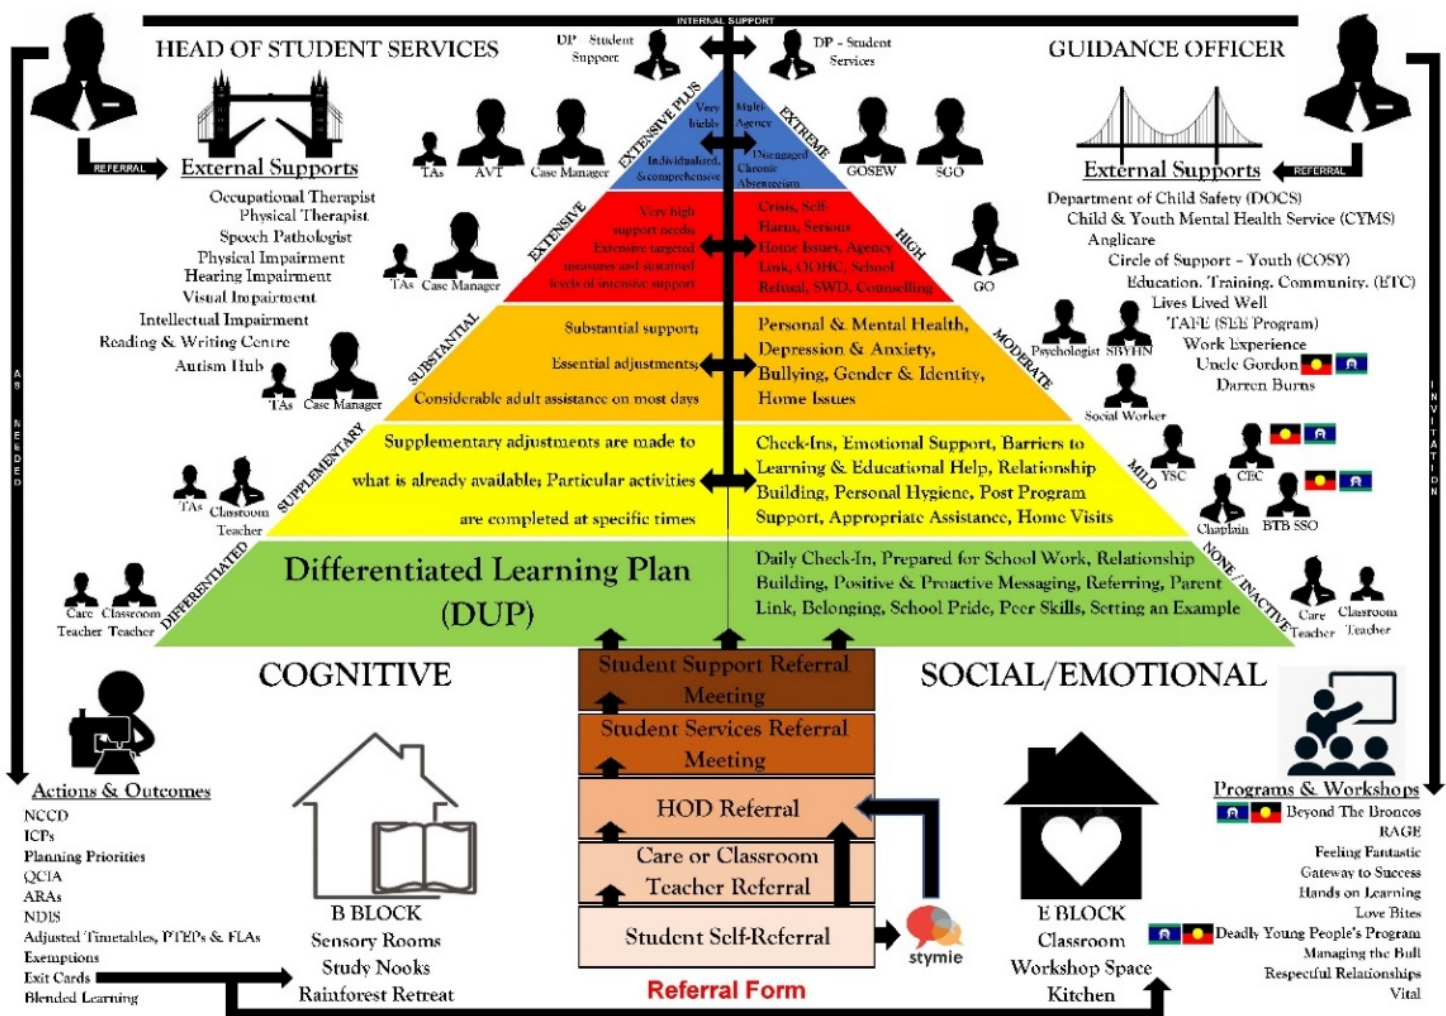 INTERNAL SUPPORT
HEAD OF STUDENT SERVICES
DP - Student
Support
DP - Student
Services
GUIDANCE OFFICER
REFERRAL
External Supports
Occupational Therapist
Physical Therapist
Speech Pathologist
Physical Impairment
Hearing Impairment
Visual Impairment
Intellectual Impairment
Reading & Writing Centre
Autism Hub
AS NEEDED
TAs
AVT
Case Manager
TAs
Case Manager
TAs
Case Manager
TAs
Classroom
Teacher
Care
Teacher
Classroom
Teacher
EXTENSIVE PLUS
EXTENSIVE
SUBSTANTIAL
SUPPLEMENTARY
DIFFERENTIATED
Very
highly
Individualised,
& comprehensive
Multi-
Agency
Disengaged
Chronic
Absenteeism
Very high
support needs;
Extensive targeted
measures and sustained
levels of intensive support
Crisis, Self-
Harm, Serious
Home Issues, Agency
Link, OOHC, School
Refusal, SWD, Counselling
Substantial support;
Essential adjustments;
Considerable adult assistance on most days
Personal & Mental Health,
Depression & Anxiety,
Bullying, Gender & Identity,
Home Issues
Supplementary adjustments are made to
what is already available; Particular activities
are completed at specific times
Check-Ins, Emotional Support, Barriers to
Learning & Educational Help, Relationship
Building, Personal Hygiene, Post Program
Support, Appropriate Assistance, Home Visits
Differentiated Learning Plan
(DUP)
Daily Check-In, Prepared for School Work, Relationship
Building, Positive & Proactive Messaging, Referring, Parent
Link, Belonging, School Pride, Peer Skills, Setting an Example
EXTREME
HIGH
MODERATE
MILD
NONE / INACTIVE
GOSEW
SGO
GO
Psychologist
SBYHN
Social Worker
YSC
CEC
Chaplain
BTB SSO
Care
Teacher
Classroom
Teacher
REFERRAL
External Supports
Department of Child Safety (DOCS)
Child & Youth Mental Health Service (CYMS)
Anglicare
Circle of Support - Youth (COSY)
Education. Training. Community. (ETC)
Lives Lived Well
TAFE (SEE Program)
Work Experience
Uncle Gordon
Darren Burns
INVITATION
COGNITIVE
SOCIAL/EMOTIONAL
Actions & Outcomes
NCCD
ICPs
Planning Priorities
QCIA
ARAs
NDIS
Adjusted Timetables, PTEPs & FLAs
Exemptions
Exit Cards
Blended Learning
B BLOCK
Sensory Rooms
Study Nooks
Rainforest Retreat
Student Support Referral
Meeting
Student Services Referral
Meeting
HOD Referral
Care or Classroom
Teacher Referral
Student Self-Referral
Referral Form
stymie
E BLOCK
Classroom
Workshop Space
Kitchen
Programs & Workshops
Beyond The Broncos
RAGE
Feeling Fantastic
Gateway to Success
Hands on Learning
Love Bites
Deadly Young People's Program
Managing the Bull
Respectful Relationships
Vital